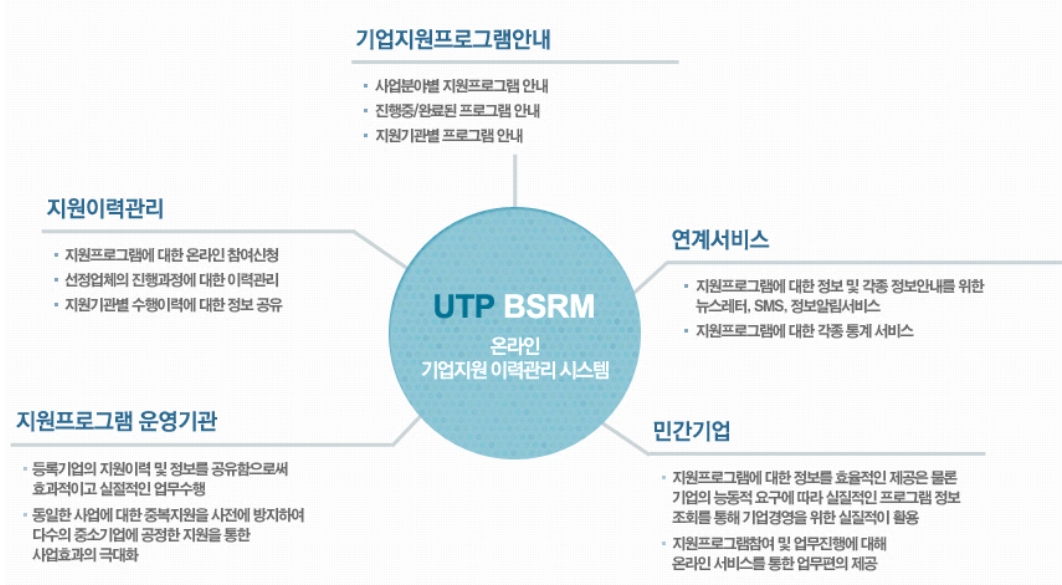 기업지원프로그램안내
사업분야별 지원프로그램 안내
진행중/완료된 프로그램 안내
지원기관별 프로그램 안내
지원이력관리
지원프로그램에 대한 온라인 참여신청
선정업체의 진행과정에 대한 이력관리
지원기관별 수행이력에 대한 정보 공유
연계서비스
지원프로그램에 대한 정보 및 각종 정보안내를 위한
뉴스레터, SMS, 정보알림서비스
지원프로그램에 대한 각종 통계 서비스
UTP BSRM
온라인
기업지원 이력관리 시스템
지원프로그램 운영기관
등록기업의 지원이력 및 정보를 공유함으로써
효과적이고 실절적인 업무수행
동일한 사업에 대한 중복지원을 사전에 방지하여
다수의 중소기업에 공정한 지원을 통한
사업효과의 극대화
민간기업
지원프로그램에 대한 정보를 효율적인 제공은 물론
기업의 능동적 요구에 따라 실질적인 프로그램 정보
조회를 통해 기업경영을 위한 실질적이 활용
지원프로그램참여 및 업무진행에 대해
온라인 서비스를 통한 업무편의 제공